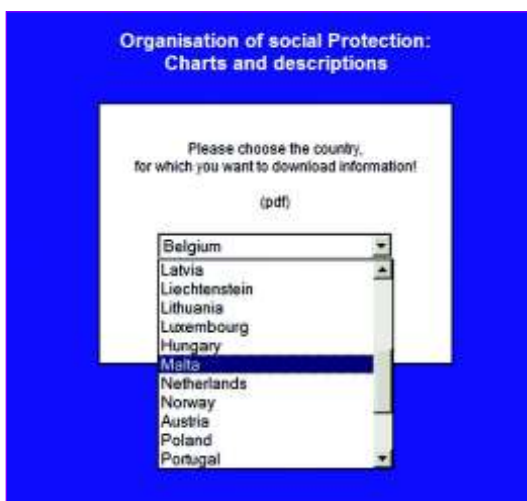 Organisation of social Protection:
Charts and descriptions
Please choose the country,
for which you want to download information!
(pdf)
Belgium
Latvia
Liechtenstein
Lithuania
Luxembourg
Hungary
Malta
Netherlands
Norway
Austria
Poland
Portugal